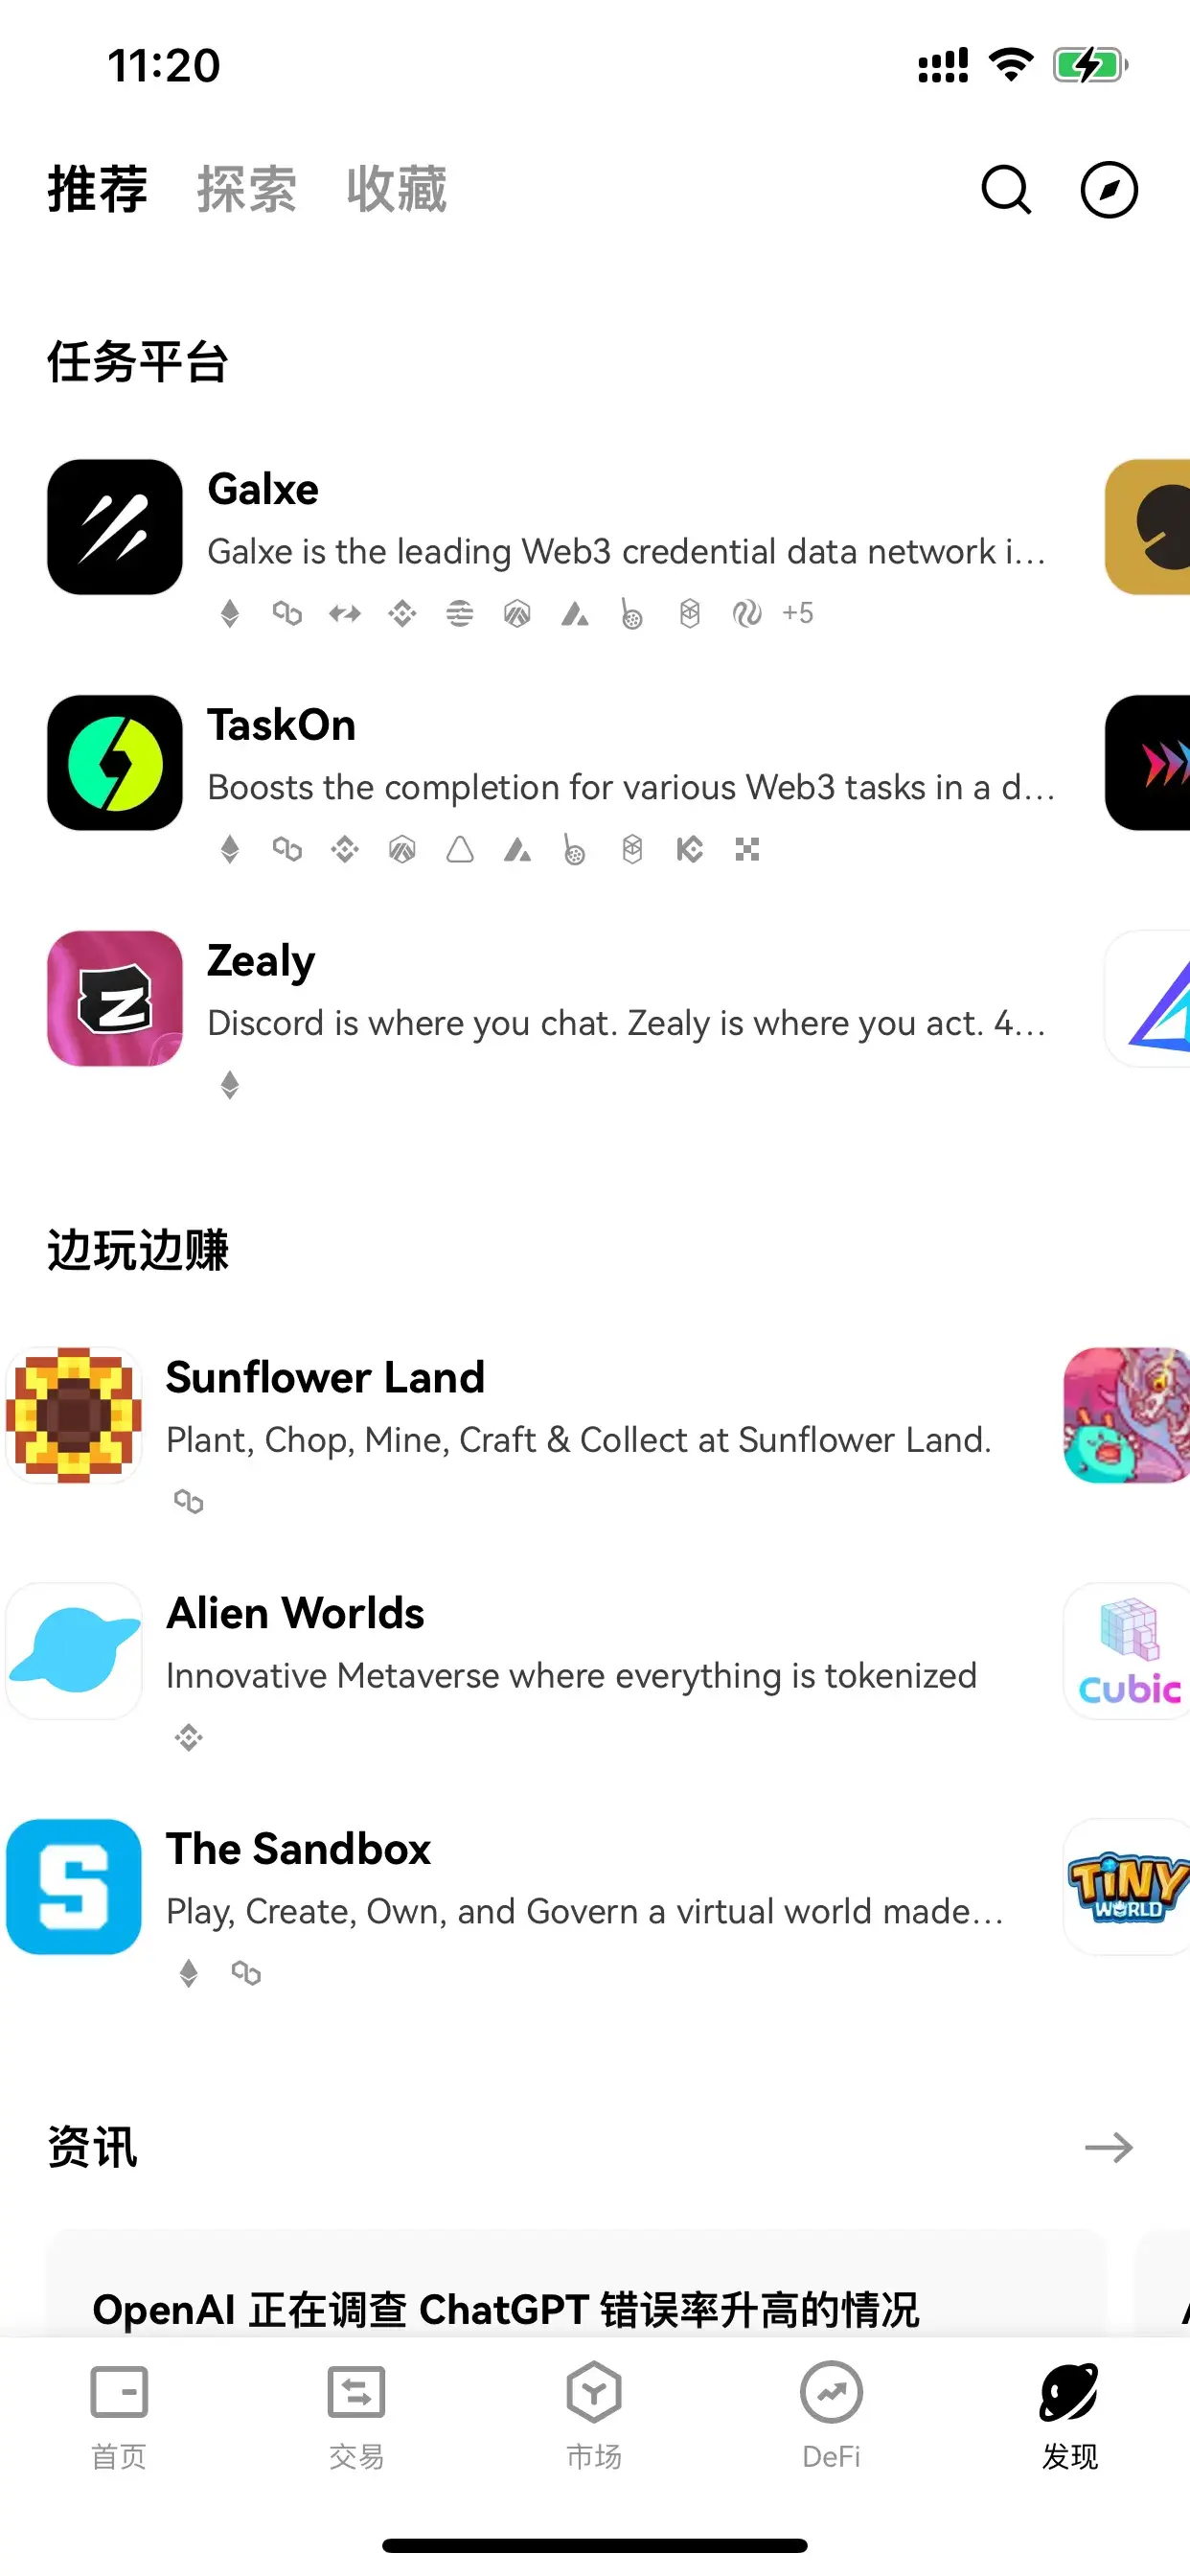 11:20
推荐 探索 收藏
任务平台
Galxe
Galxe is the leading Web3 credential data network i...
+5
TaskOn
Boosts the completion for various Web3 tasks in a d...
Zealy
Discord is where you chat. Zealy is where you act. 4...
边玩边赚
Sunflower Land
Plant, Chop, Mine, Craft & Collect at Sunflower Land.
Alien Worlds
Innovative Metaverse where everything is tokenized
Cubic
The Sandbox
Play, Create, Own, and Govern a virtual world made...
TINY
WORLD
资讯
OpenAI 正在调查 ChatGPT 错误率升高的情况
首页 交易 市场 DeFi 发现